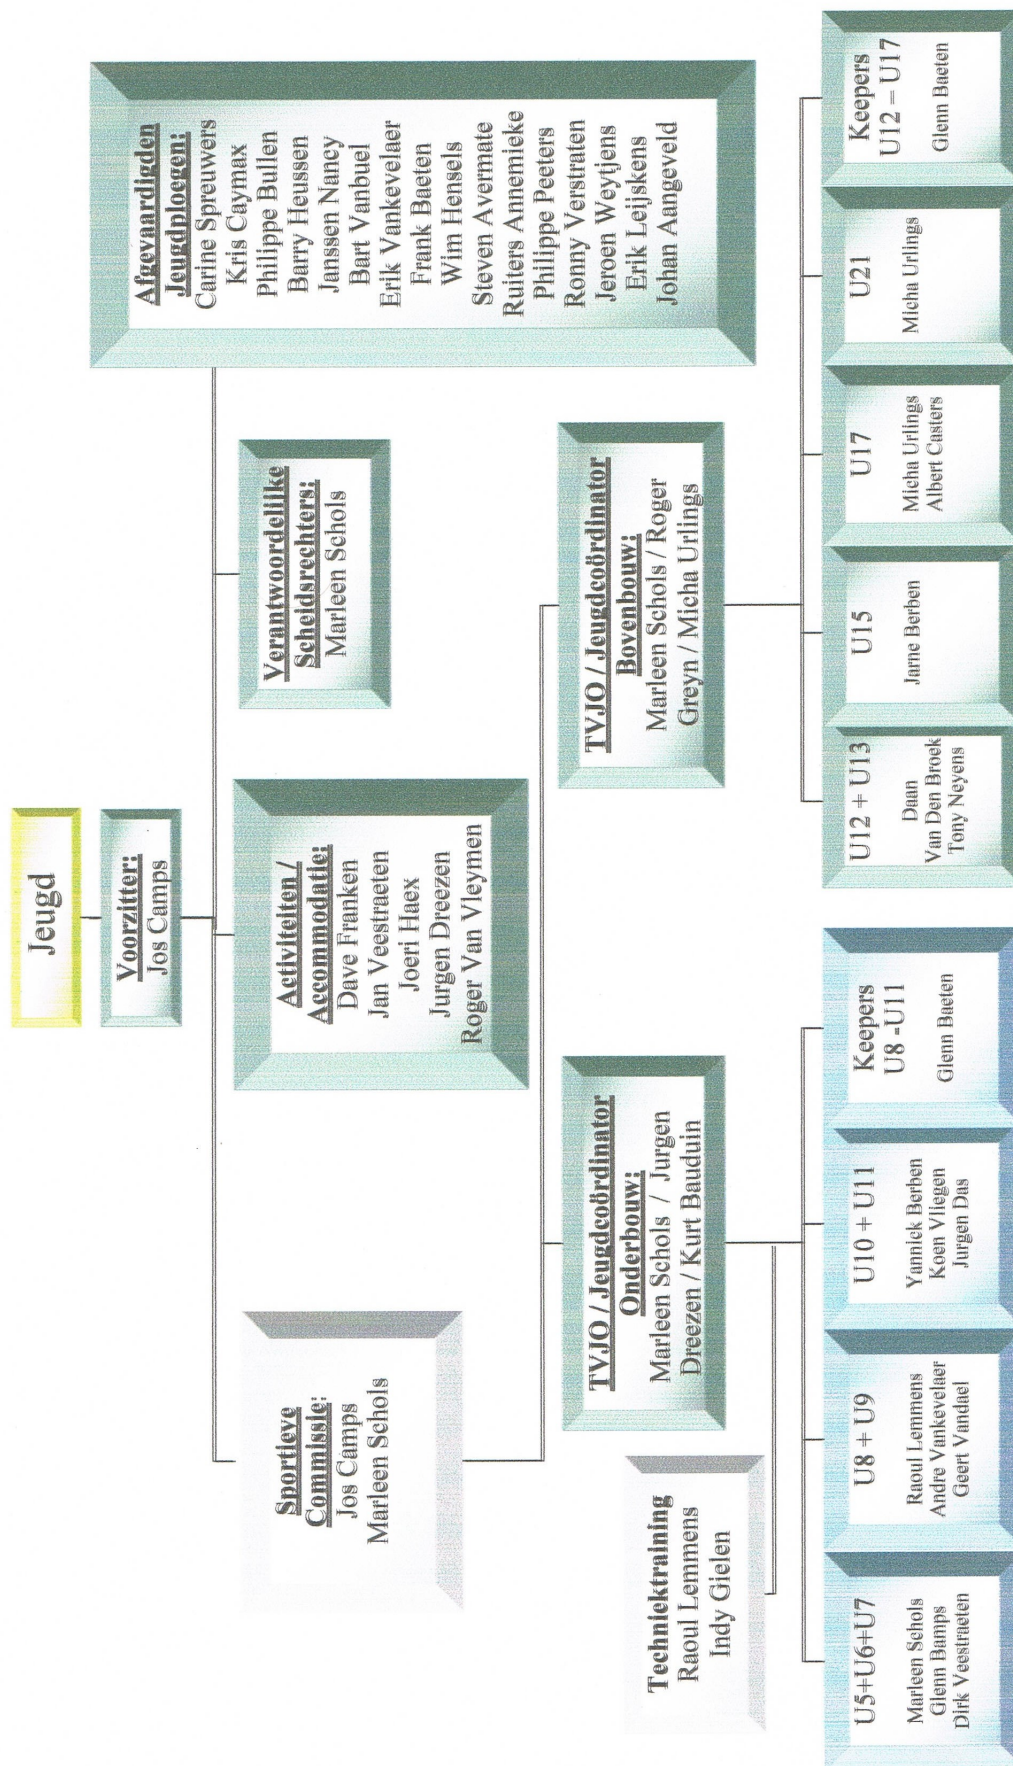 Jeugd
Voorzitter:
Jos Camps
Sportieve
Commissie:
Jos Camps
Marleen Schols
Activiteiten /
Accommodatie:
Dave Franken
Jan Veestraeten
Joeri Haex
Jurgen Dreezen
Roger Van Vleymen
Verantwoordelijke
Scheidsrechters:
Marleen Schols
Afgevaardigden
Jeugdploegen:
Carine Spreuwers
Kris Caymax
Philippe Bullen
Barry Heussen
Janssen Nancy
Bart Vanbuel
Erik Vankevelaer
Frank Baeten
Wim Hensels
Steven Avermate
Ruiters Annemieke
Philippe Peeters
Ronny Verstraten
Jeroen Weytjens
Erik Leijskens
Johan Aangeveld
TVJO / Jeugdcoördinator
Onderbouw:
Marleen Schols / Jurgen
Dreezen / Kurt Bauduin
TVJO / Jeugdcoördinator
Bovenbouw:
Marleen Schols / Roger
Greyn / Micha Urlings
Techniektraining
Raoul Lemmens
Indy Gielen
U5+U6+U7
Marleen Schols
Glenn Bamps
Dirk Veestraeten
U8 + U9
Raoul Lemmens
Andre Vankevelaer
Geert Vandael
U10 + U11
Yannick Berben
Koen Vliegen
Jurgen Das
Keepers
U8 -U11
Glenn Baeten
U12 + U13
Daan
Van Den Broek
Tony Neyens
U15
Jarne Berben
U17
Micha Urlings
Albert Casters
U21
Micha Urlings
Keepers
U12 = U17
Glenn Baeten